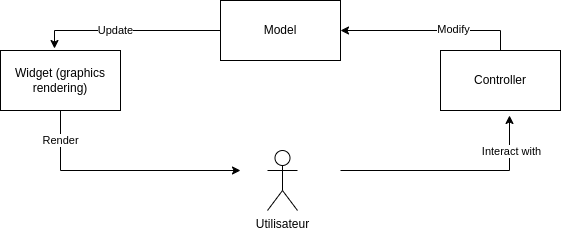 Model
Update
Modify
Widget (graphics
rendering)
Controller
Render
Interact with
Utilisateur